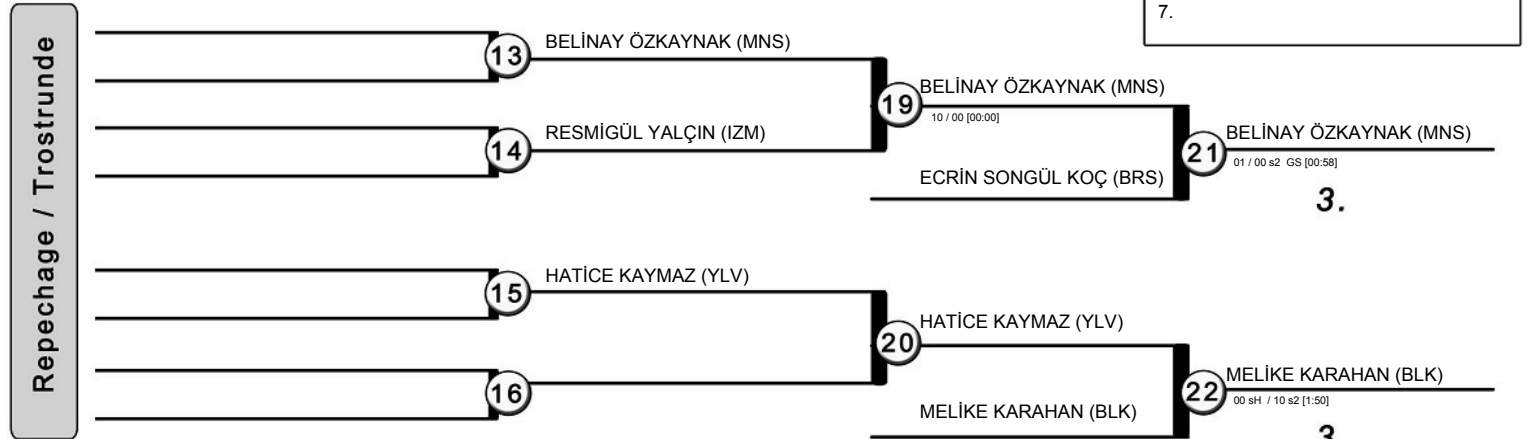 7.
Repechage / Trostrunde
13
BELİNAY ÖZKAYNAK (MNS)
19
BELİNAY ÖZKAYNAK (MNS)
10 / 00 [00:00]
14
RESMİGÜL YALÇIN (IZM)
21
BELİNAY ÖZKAYNAK (MNS)
01 / 00 s2 GS [00:58]
ECRİN SONGÜL KOÇ (BRS)
3.
15
HATİCE KAYMAZ (YLV)
20
HATİCE KAYMAZ (YLV)
16
22
MELİKE KARAHAN (BLK)
00 sH / 10 s2 [1:50]
MELİKE KARAHAN (BLK)
3